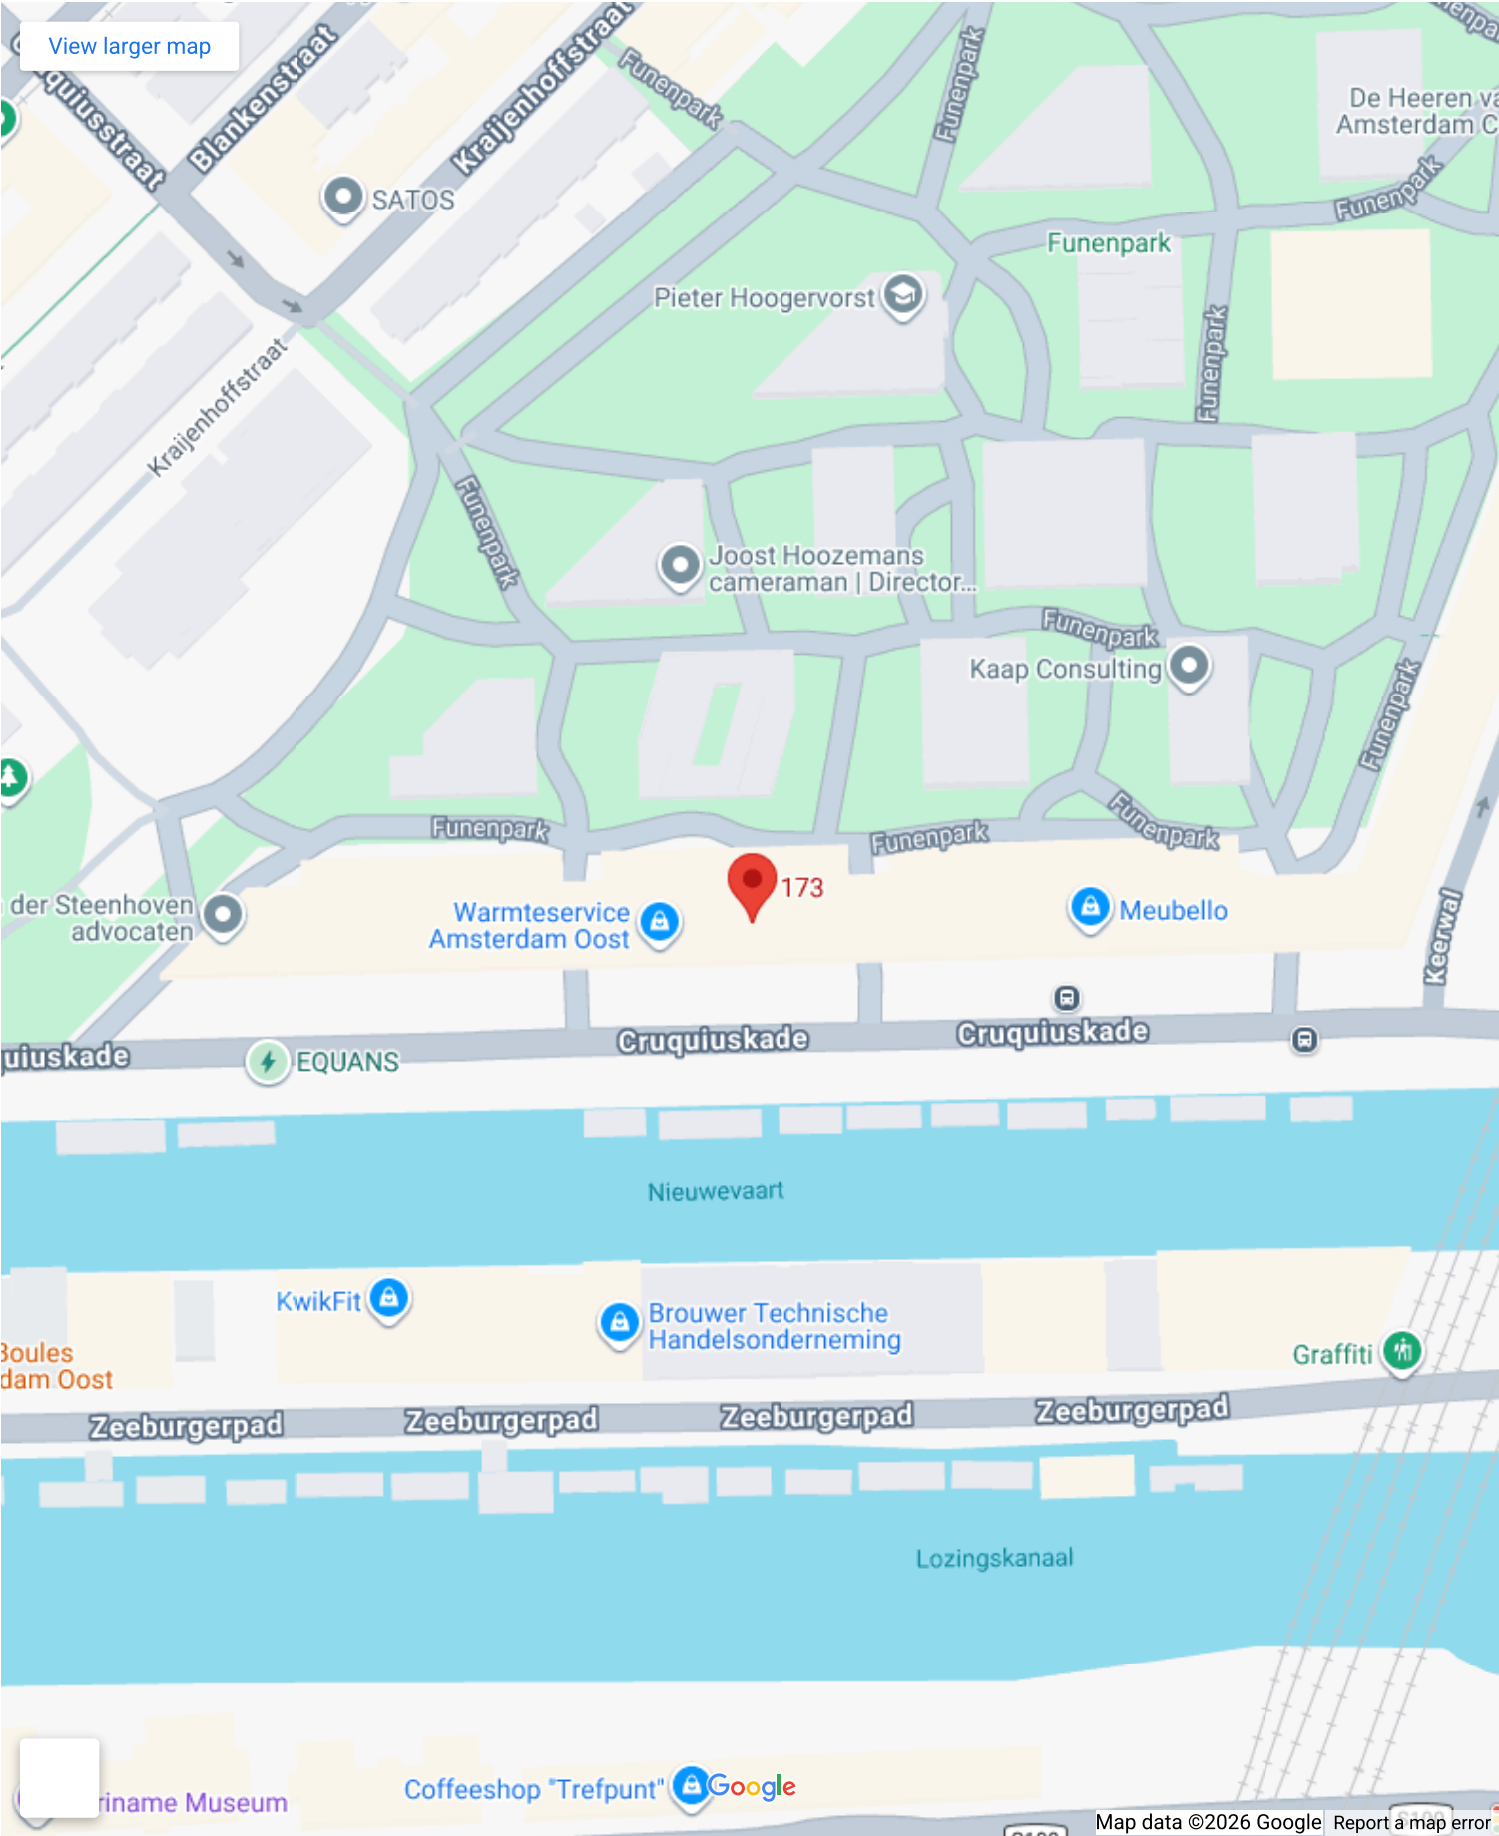 View larger map
Blankenstraat
Kraijenhoffstraat
Funenpark
Funenpark
De Heeren va
Amsterdam C
quiusstraat
SATOS
Funenpark
Funenpark
Pieter Hoogervorst
Funenpark
Kraijenhoffstraat
Funenpark
Joost Hoozemans
cameraman | Director...
Funenpark
Kaap Consulting
Funenpark
Funenpark
Funenpark
Funenpark
173
der Steenhoven
advocaten
Warmteservice
Amsterdam Oost
Meubello
Keerwal
quiuskade
EQUANS
Cruquiuskade
Cruquiuskade
Nieuwevaart
KwikFit
Brouwer Technische
Handelsonderneming
Boules
dam Oost
Graffiti
Zeeburgerpad
Zeeburgerpad
Zeeburgerpad
Zeeburgerpad
Lozingskanaal
Coffeeshop "Trefpunt"
Google
riname Museum
Map data ©2026 Google
Report a map error